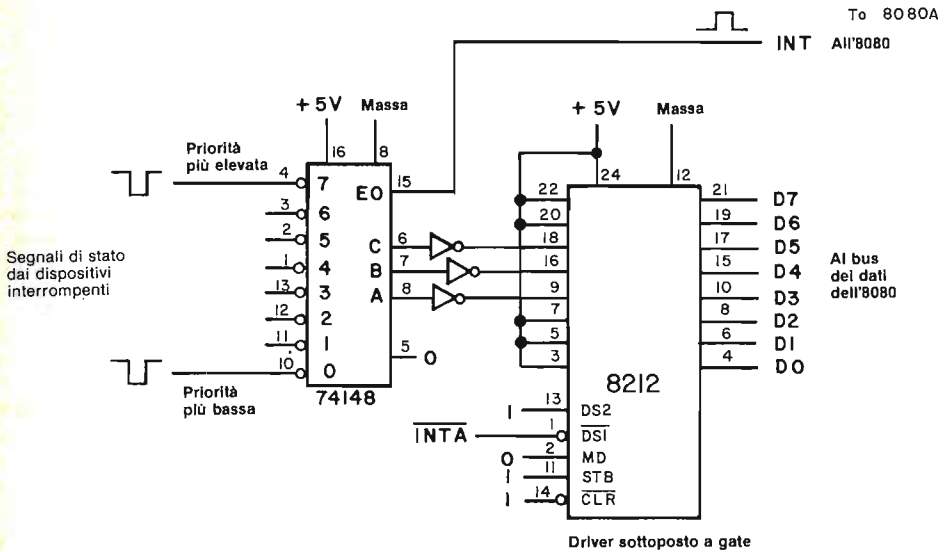 To 8080A
INT All'8080
+ 5V Massa
+ 5V Massa
16 8
24 12
Priorità
più elevata
4 7
EO 15
3 6
2 5
1 4
13 3
12 2
11 1
10 0
C 6
B 7
A 8
5 0
74148
Segnali di stato
dai dispositivi
interrompenti
Priorità
più bassa
22 21 D7
20 19 D6
18 17 D5
16 15 D4
9 10 D3
7 8 D2
5 6 D1
3 4 D0
Al bus
dei dati
dell'8080
8212
1 13 DS2
INTA 1 DS1
0 2 MD
1 11 STB
1 14 CLR
Driver sottoposto a gate